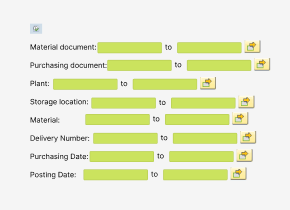 Material document: to
Purchasing document: to
Plant: to
Storage location: to
Material: to
Delivery Number: to
Purchasing Date: to
Posting Date: to